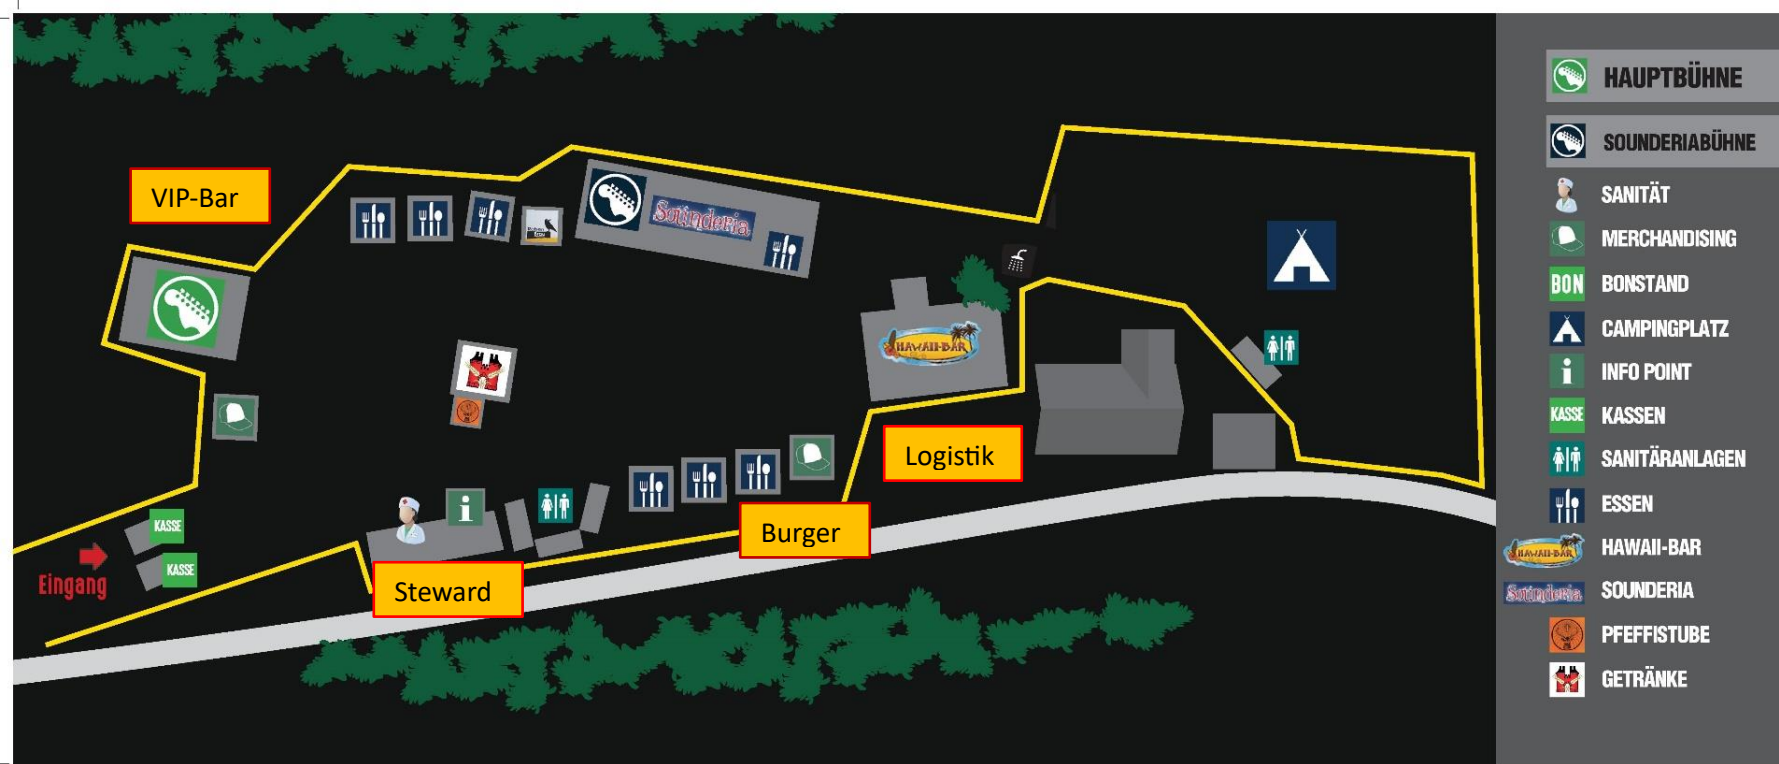 VIP-Bar
Sounderia
HAWAII-BAR
Logistik
Burger
Steward
KASSE
KASSE
Eingang
HAUPTBÜHNE
SOUNDERIABÜHNE
SANITÄT
MERCHANDISING
BON BONSTAND
CAMPINGPLATZ
i INFO POINT
KASSE KASSEN
SANITÄRANLAGEN
ESSEN
HAWAII-BAR HAWAII-BAR
Sounderia SOUNDERIA
PFEFFISTUBE
GETRÄNKE
i